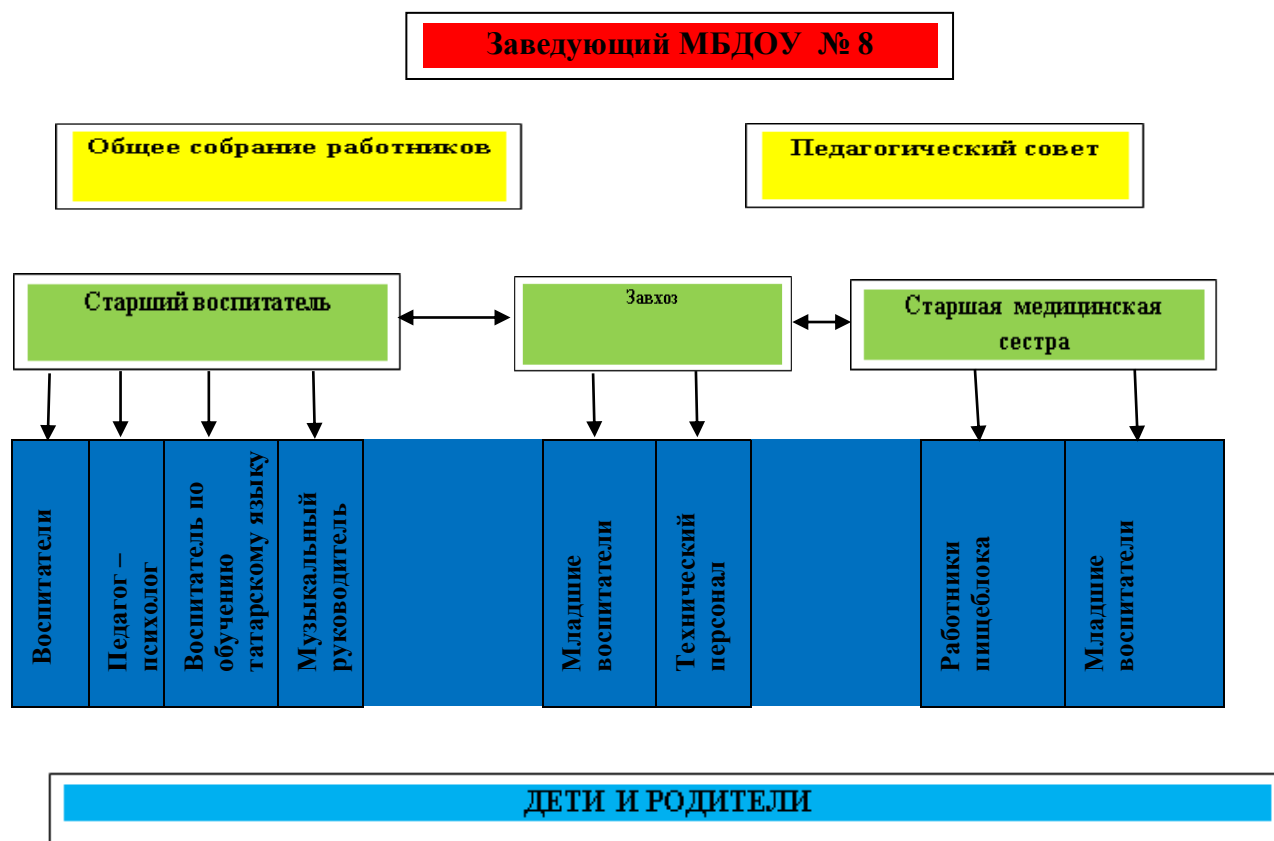 Заведующий МБДОУ № 8
Общее собрание работников
Педагогический совет
Старший воспитатель
Завхоз
Старшая медицинская
сестра
Воспитатели
Педагог –
психолог
Воспитатель по
обучению
татарскому языку
Музыкальный
руководитель
Младшие
воспитатели
Технический
персонал
Работники
пищеблока
Младшие
воспитатели
ДЕТИ И РОДИТЕЛИ